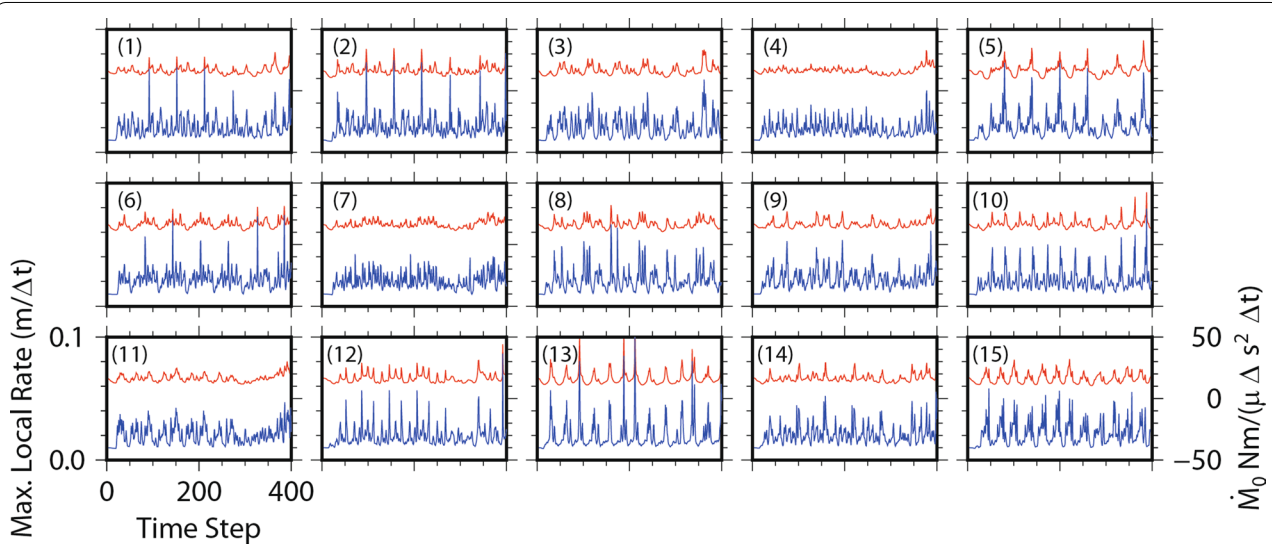 (1) (2) (3) (4) (5)
(6) (7) (8) (9) (10)
(11) (12) (13) (14) (15)
Max. Local Rate (m/Δt)
0.1
0.0
0 200 400
Time Step
50
0
−50
Ṁ₀ Nm/(μ Δ s² Δt)